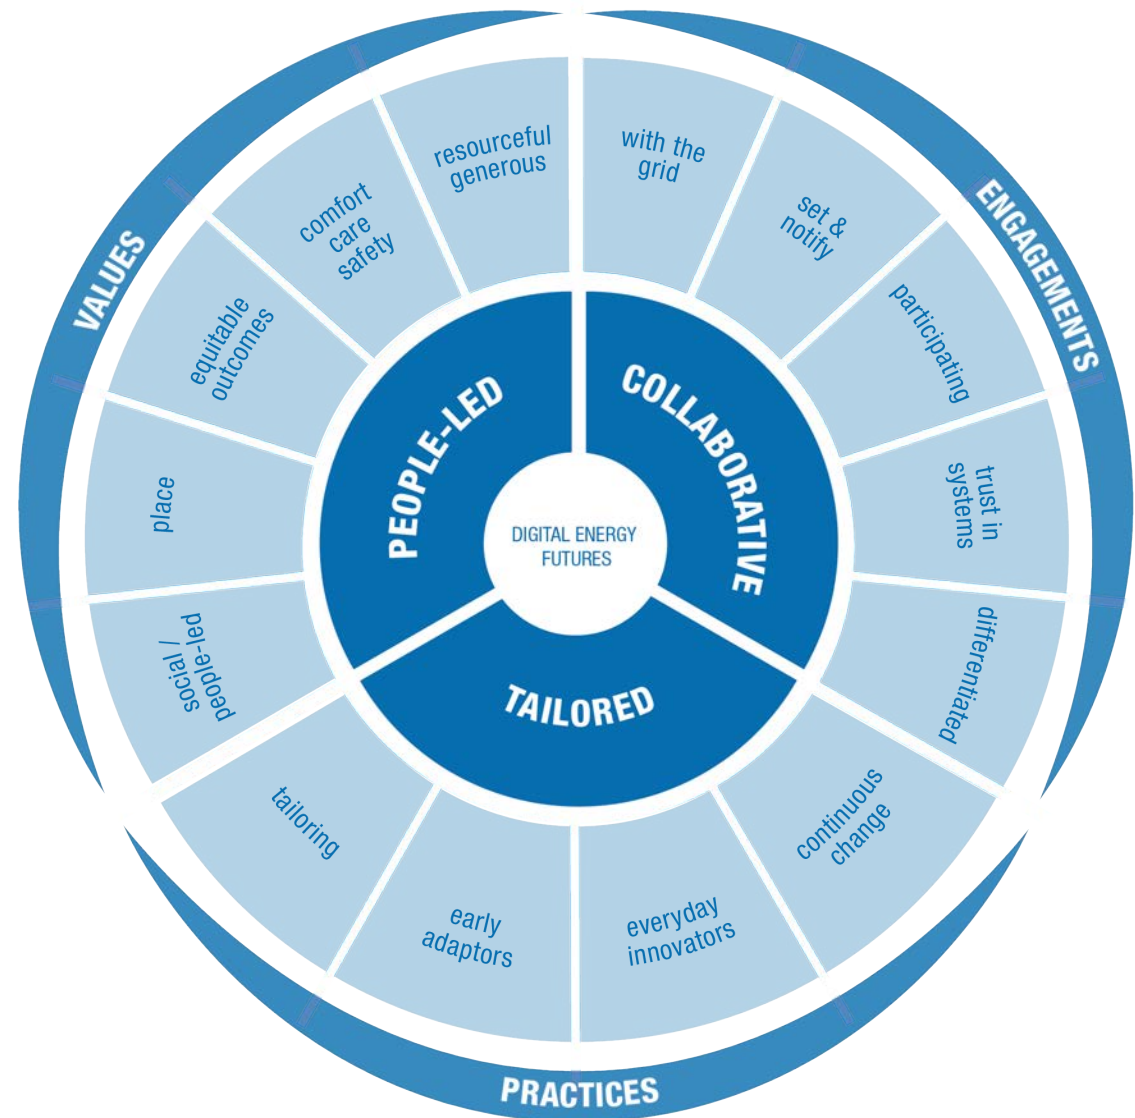 DIGITAL ENERGY
FUTURES
PEOPLE-LED
COLLABORATIVE
TAILORED
VALUES
resourceful
generous
comfort
care
safety
equitable
outcomes
place
social /
people-led
ENGAGEMENTS
with the
grid
set &
notify
participating
trust in
systems
differentiated
PRACTICES
continuous
change
everyday
innovators
early
adaptors
tailoring